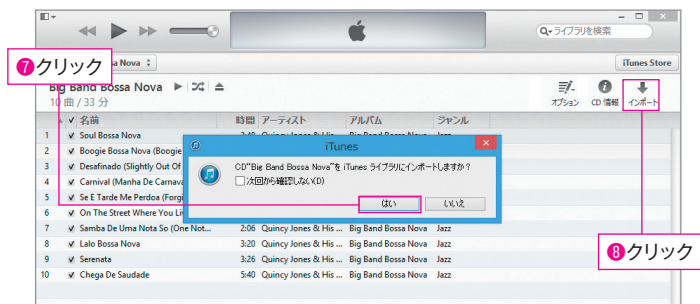 ライブラリを検索
❼クリック
a Nova
iTunes Store
Big Band Bossa Nova
10 曲 / 33 分
オプション CD 情報 インポート
名前 時間 アーティスト アルバム ジャンル
1 Soul Bossa Nova
2 Boogie Bossa Nova (Boogie
3 Desafinado (Slightly Out Of
4 Carnival (Manha De Carnava
5 Se E Tarde Me Perdoa (Forgi
6 On The Street Where You Li
7 Samba De Uma Nota So (One Not... 2:06 Quincy Jones & His ... Big Band Bossa Nova Jazz
8 Lalo Bossa Nova 3:20 Quincy Jones & His ... Big Band Bossa Nova Jazz
9 Serenata 3:26 Quincy Jones & His ... Big Band Bossa Nova Jazz
10 Chega De Saudade 5:40 Quincy Jones & His ... Big Band Bossa Nova Jazz
iTunes
CD"Big Band Bossa Nova"を iTunes ライブラリにインポートしますか？
次回から確認しない(D)
はい いいえ
❽クリック